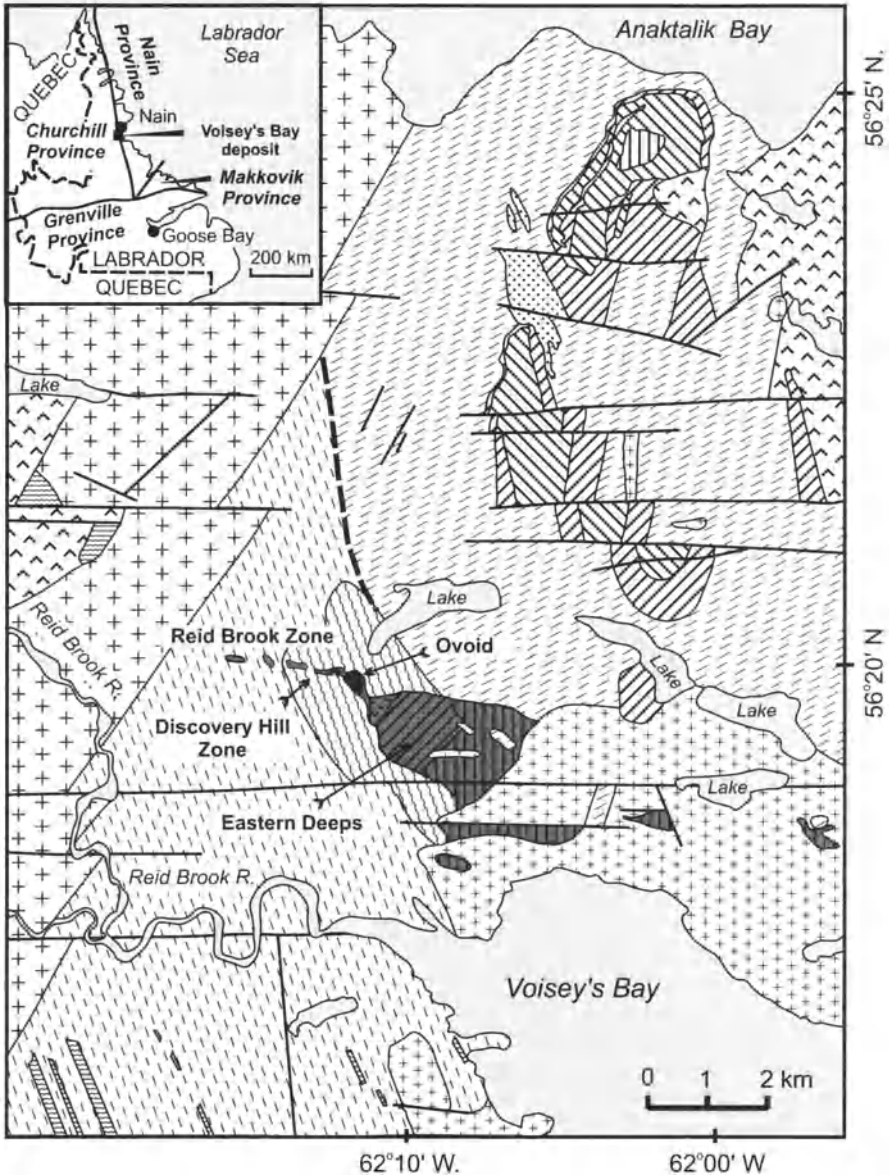 Anaktalik Bay
Labrador
Sea
Nain
Province
QUEBEC
Nain
Churchill
Province
Voisey's Bay
deposit
Makkovik
Province
Grenville
Province
Goose Bay
LABRADOR
QUEBEC
200 km
56°25' N.
Lake
Reid Brook R.
Lake
Reid Brook Zone
Ovoid
56°20' N.
Lake
Lake
Discovery Hill
Zone
Lake
Eastern Deeps
Reid Brook R.
Voisey's Bay
0 1 2 km
62°10' W.
62°00' W.